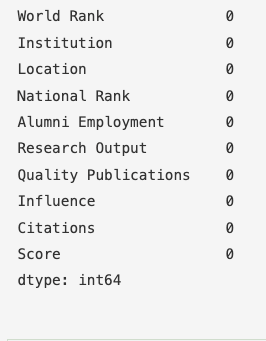 World Rank 0
Institution 0
Location 0
National Rank 0
Alumni Employment 0
Research Output 0
Quality Publications 0
Influence 0
Citations 0
Score 0
dtype: int64